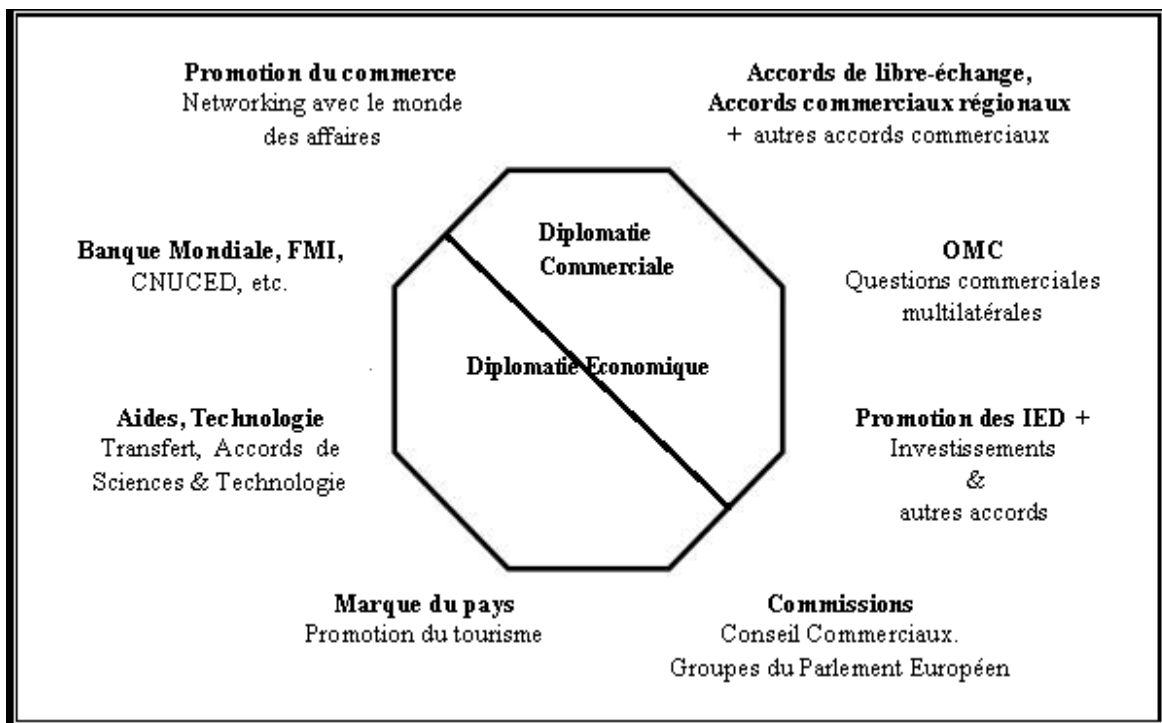 Promotion du commerce
Networking avec le monde
des affaires
Accords de libre-échange,
Accords commerciaux régionaux
+ autres accords commerciaux
Diplomatie
Commerciale
Banque Mondiale, FMI,
CNUCED, etc.
OMC
Questions commerciales
multilatérales
Diplomatie Economique
Aides, Technologie
Transfert, Accords de
Sciences & Technologie
Promotion des IED +
Investissements
&
autres accords
Marque du pays
Promotion du tourisme
Commissions
Conseil Commerciaux.
Groupes du Parlement Européen